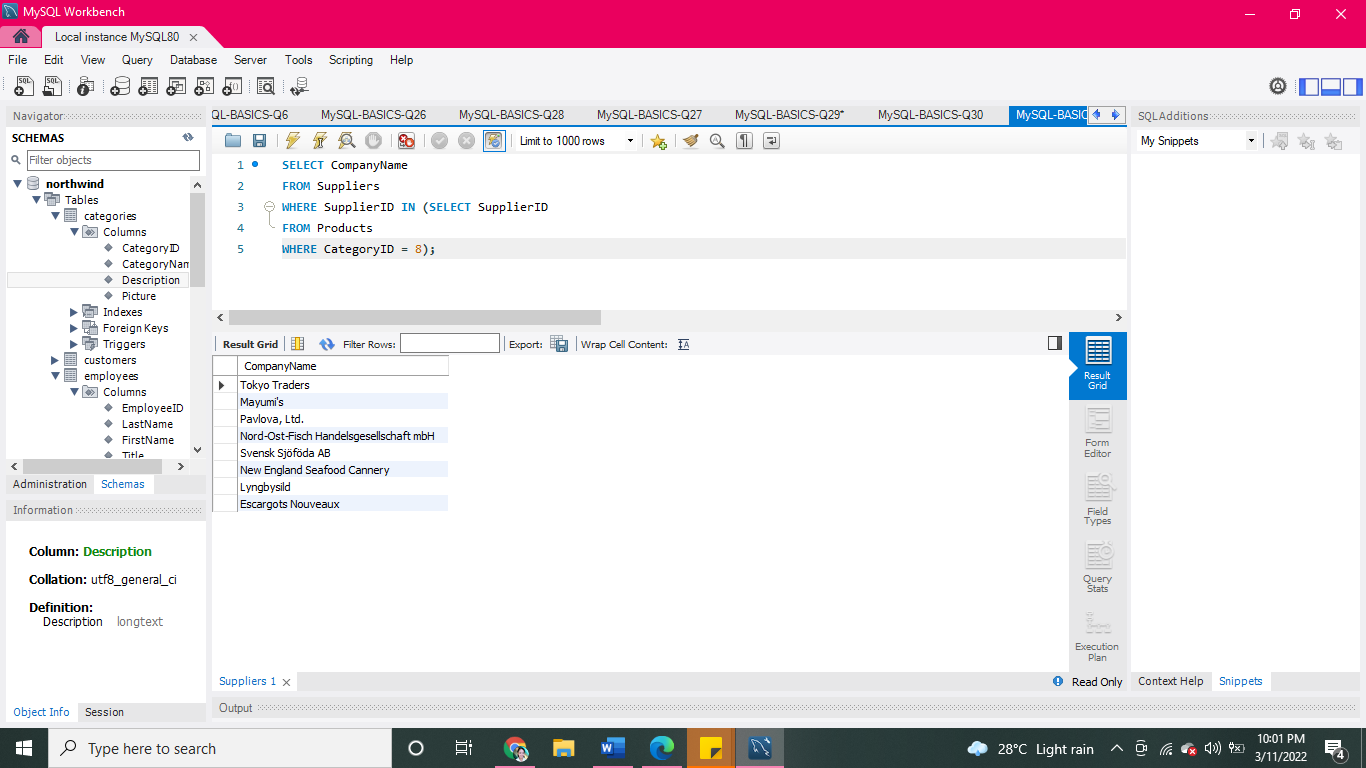 MySQL Workbench
Local instance MySQL80
File Edit View Query Database Server Tools Scripting Help
Navigator
SCHEMAS
Filter objects
northwind
Tables
categories
Columns
CategoryID
CategoryNam
Description
Picture
Indexes
Foreign Keys
Triggers
customers
employees
Columns
EmployeeID
LastName
FirstName
Title
Administration Schemas
Information
Column: Description
Collation: utf8_general_ci
Definition:
Description longtext
Object Info Session
QL-BASICS-Q6 MySQL-BASICS-Q26 MySQL-BASICS-Q28 MySQL-BASICS-Q27 MySQL-BASICS-Q29* MySQL-BASICS-Q30 MySQL-BASIC
Limit to 1000 rows
1 SELECT CompanyName
2 FROM Suppliers
3 WHERE SupplierID IN (SELECT SupplierID
4 FROM Products
5 WHERE CategoryID = 8);
Result Grid Filter Rows: Export: Wrap Cell Content:
CompanyName
Tokyo Traders
Mayumi's
Pavlova, Ltd.
Nord-Ost-Fisch Handelsgesellschaft mbH
Svensk Sjöföda AB
New England Seafood Cannery
Lyngbysild
Escargots Nouveaux
Result
Grid
Form
Editor
Field
Types
Query
Stats
Execution
Plan
Suppliers 1
Read Only
Output
SQLAdditions
My Snippets
Context Help Snippets
Type here to search
28°C Light rain
10:01 PM
3/11/2022
4